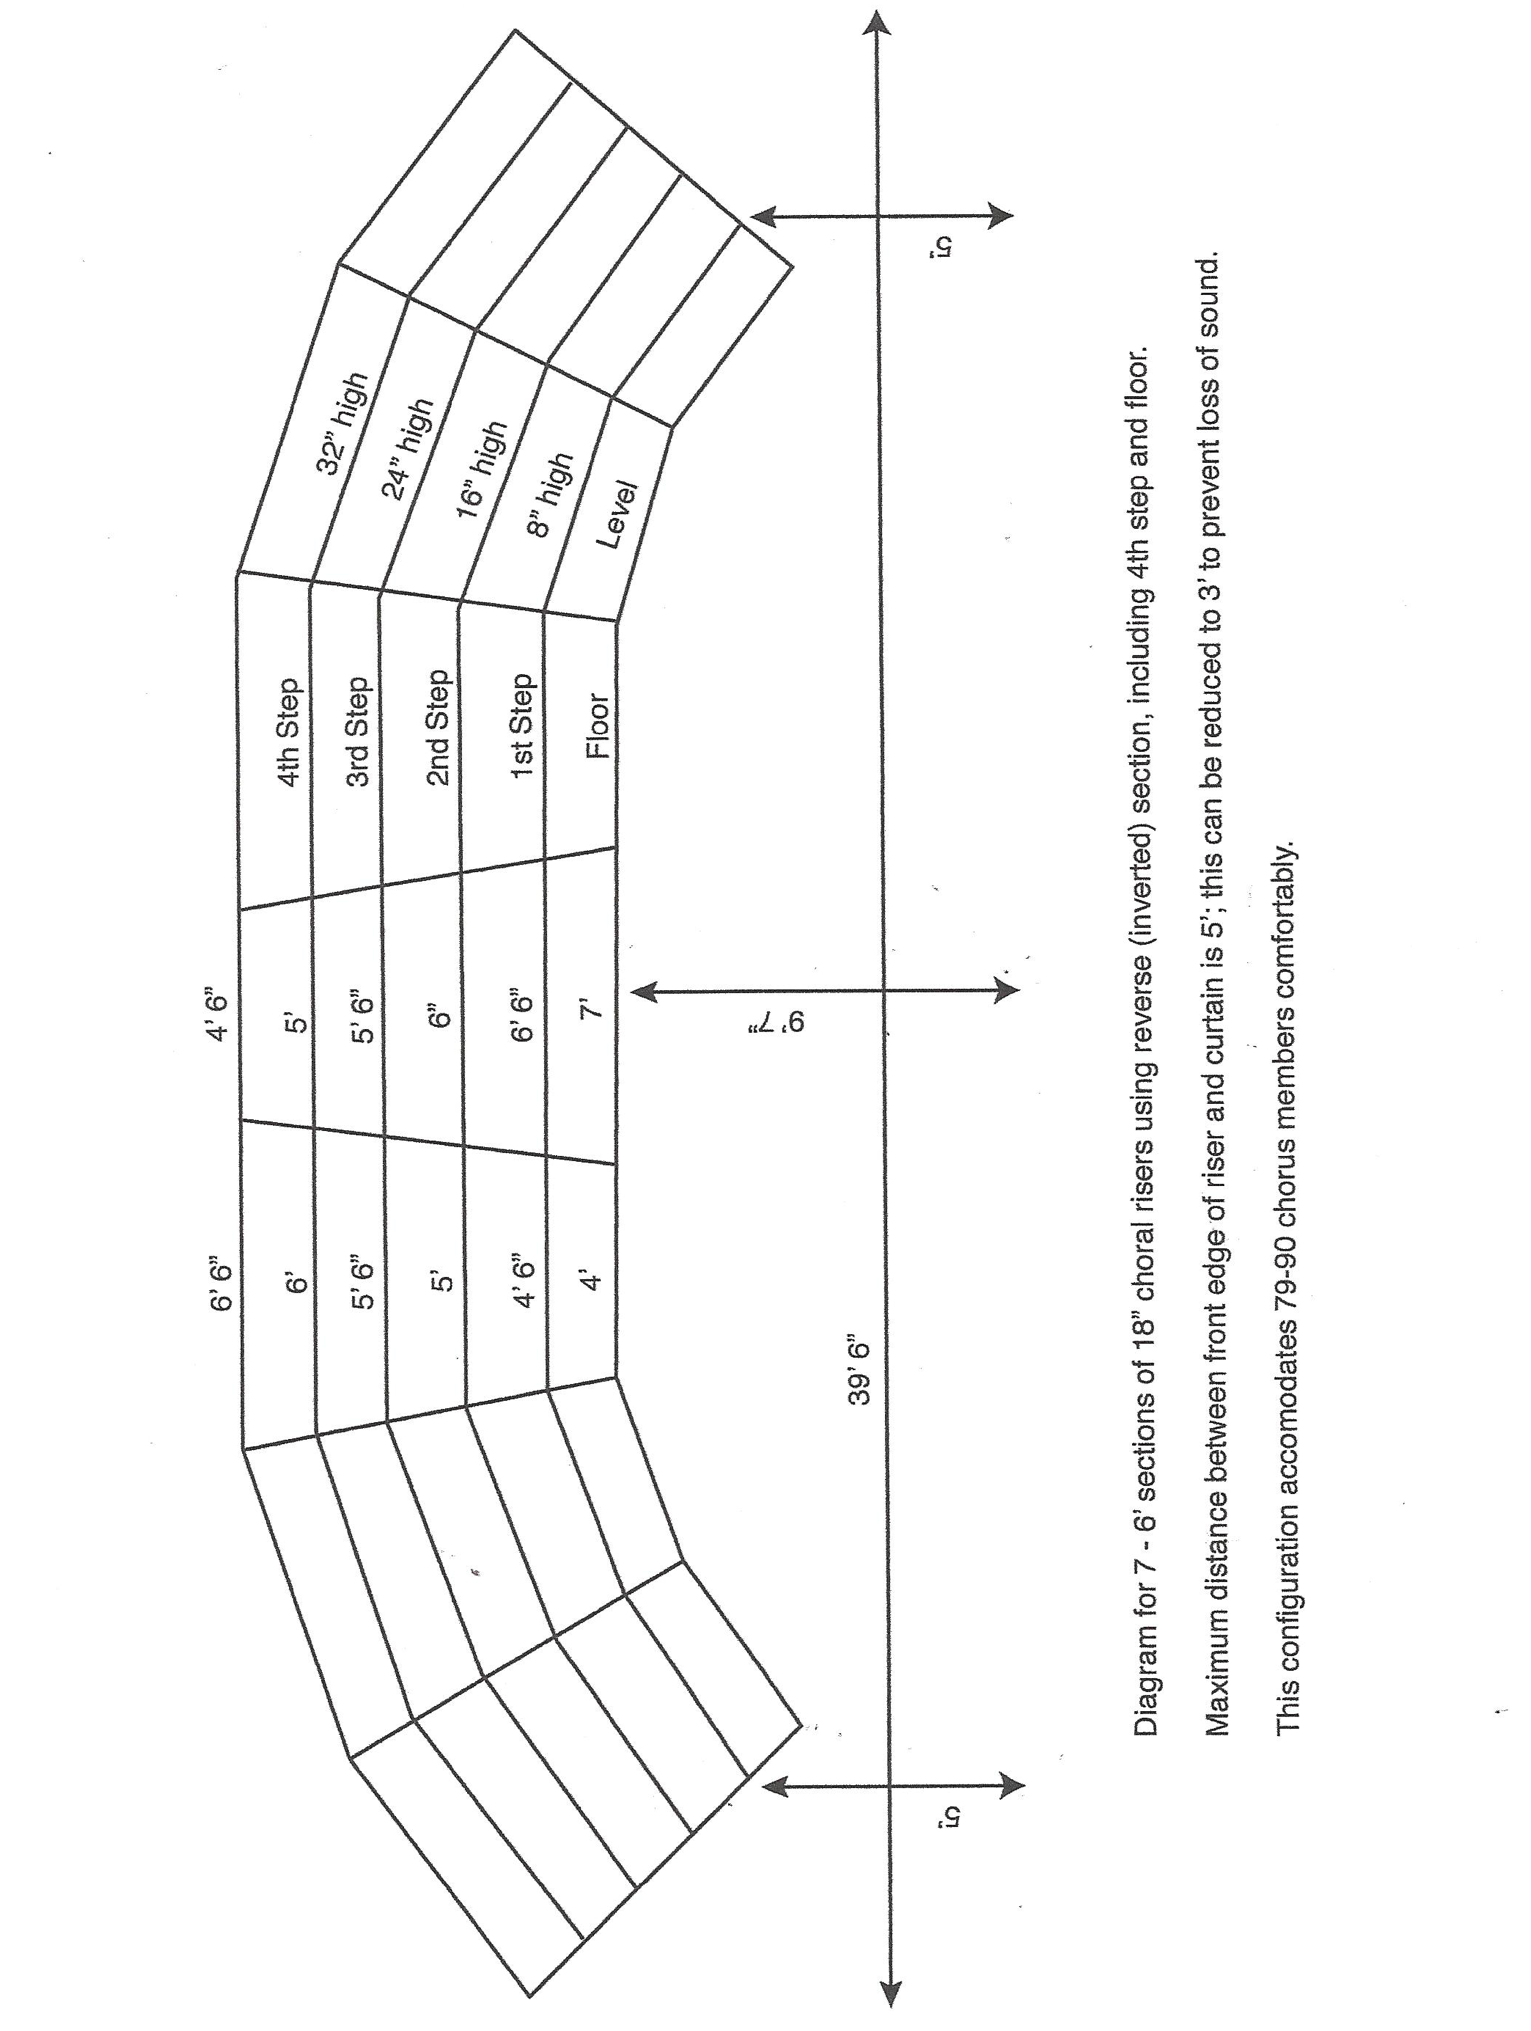 4' 6"
6' 6"
32" high
4th Step
5'
6'
24" high
3rd Step
5' 6"
5' 6"
16" high
2nd Step
6"
5'
8" high
1st Step
6' 6"
4' 6"
Level
Floor
7'
4'
9' 7"
39' 6"
5'
5'
Diagram for 7 - 6' sections of 18" choral risers using reverse (inverted) section, including 4th step and floor.
Maximum distance between front edge of riser and curtain is 5'; this can be reduced to 3' to prevent loss of sound.
This configuration accomodates 79-90 chorus members comfortably.